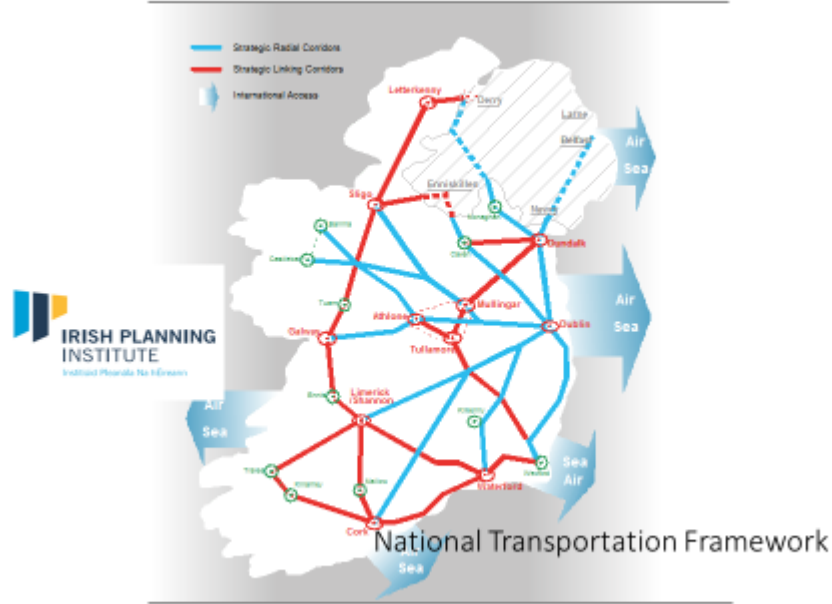 Strategic Radial Corridors
Strategic Linking Corridors
International Access
Letterkenny
Derry
Larne
Belfast
Air
Sea
Enniskillen
Sligo
Newry
Monaghan
Dundalk
Cavan
Tuam
Mullingar
Athlone
Air
Sea
Dublin
Galway
Tullamore
IRISH PLANNING
INSTITUTE
Institiúid Pleanála Na hÉireann
Limerick
/Shannon
Air
Sea
Kilkenny
Tralee
Killarney
Mallow
Waterford
Wexford
Sea
Air
Cork
National Transportation Framework
Air
Sea